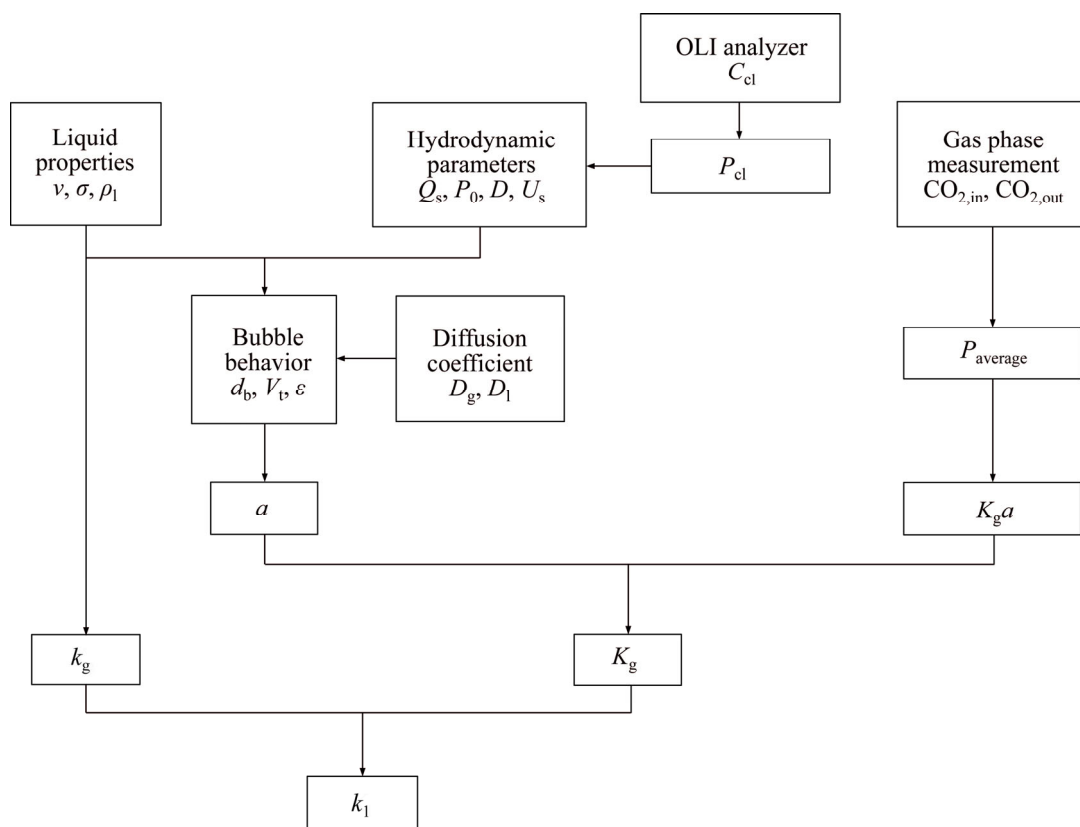 OLI analyzer
C_cl
Liquid
properties
ν, σ, ρ_l
Hydrodynamic
parameters
Q_s, P_0, D, U_s
P_cl
Gas phase
measurement
CO_2,in, CO_2,out
Bubble
behavior
d_b, V_t, ε
Diffusion
coefficient
D_g, D_l
P_average
a
K_g a
k_g
K_g
k_l